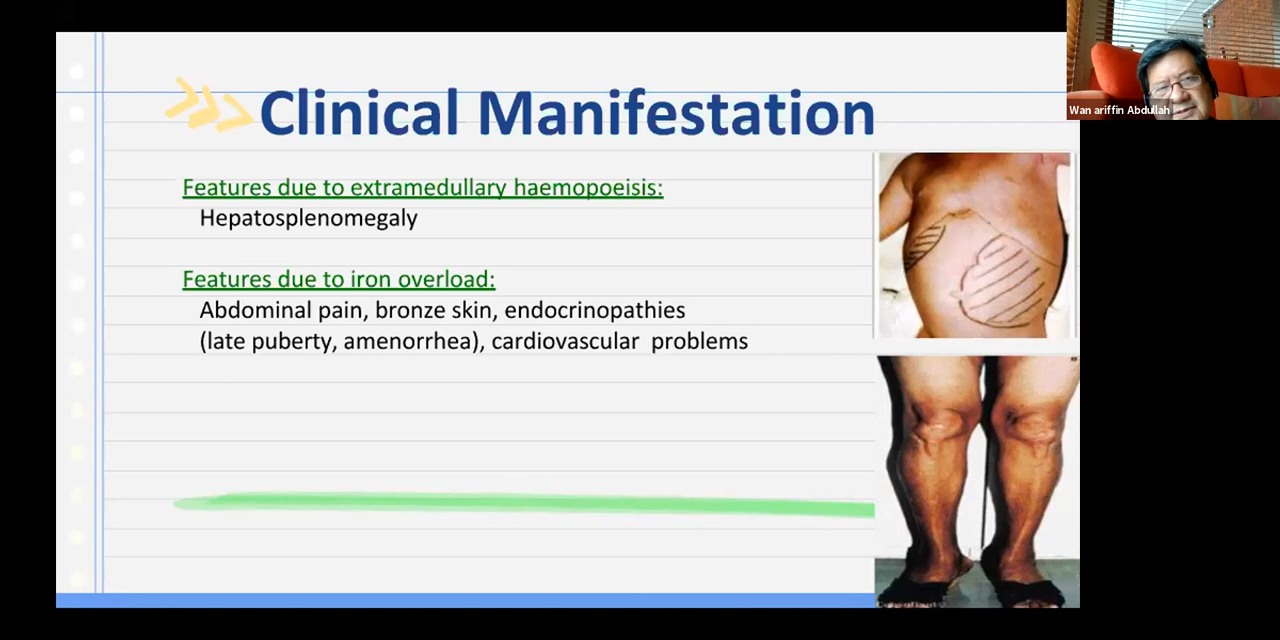 Clinical Manifestation
Wan ariffin Abdullah
Features due to extramedullary haemopoeisis:
Hepatosplenomegaly
Features due to iron overload:
Abdominal pain, bronze skin, endocrinopathies
(late puberty, amenorrhea), cardiovascular problems